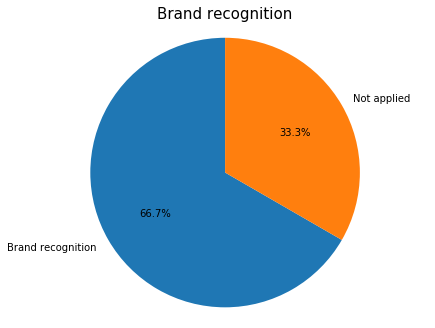 Brand recognition
Not applied
33.3%
66.7%
Brand recognition